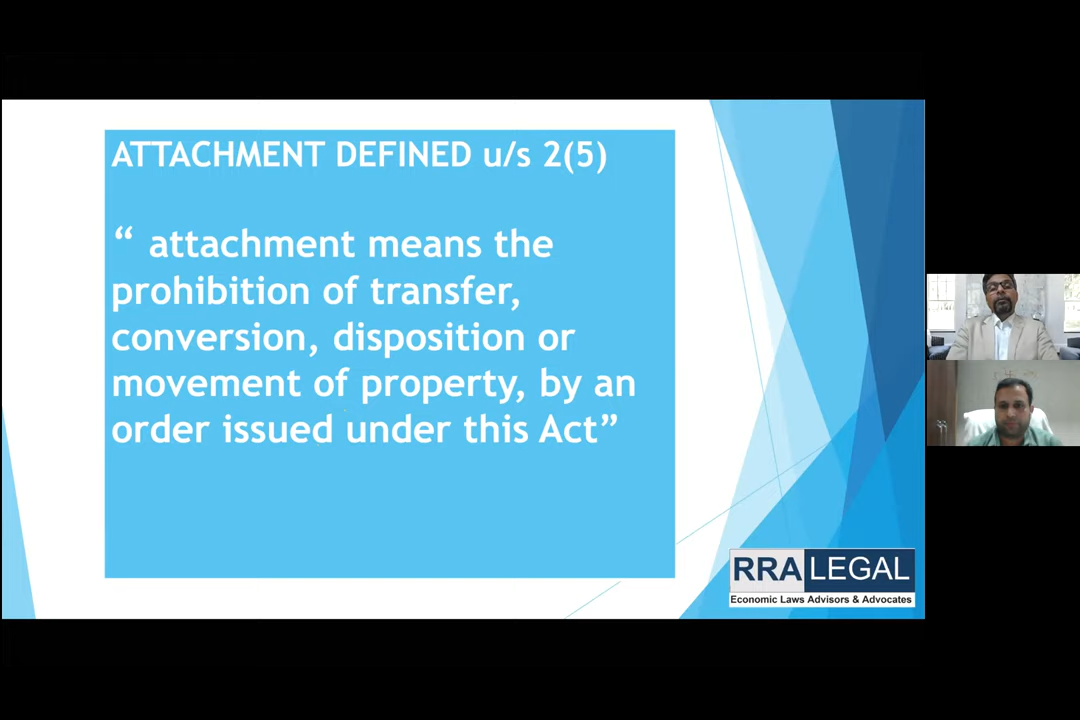 ATTACHMENT DEFINED u/s 2(5)
“ attachment means the
prohibition of transfer,
conversion, disposition or
movement of property, by an
order issued under this Act”
RRA LEGAL
Economic Laws Advisors & Advocates